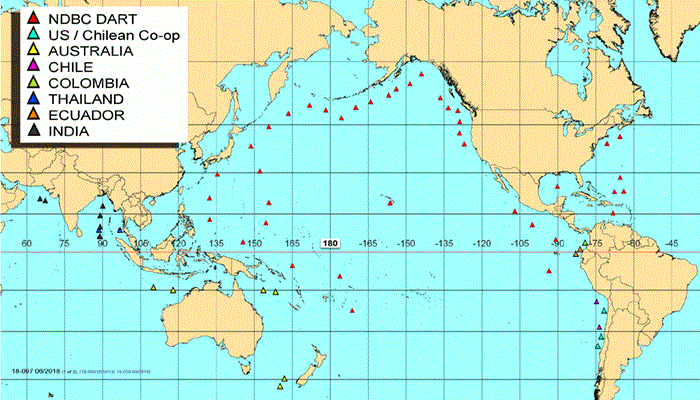 NDBC DART
US / Chilean Co-op
AUSTRALIA
CHILE
COLOMBIA
THAILAND
ECUADOR
INDIA
60 75 90 105 120 135 150 165 180 -165 -150 -135 -120 -105 -90 -75 -60 -45
18-097 06/2018